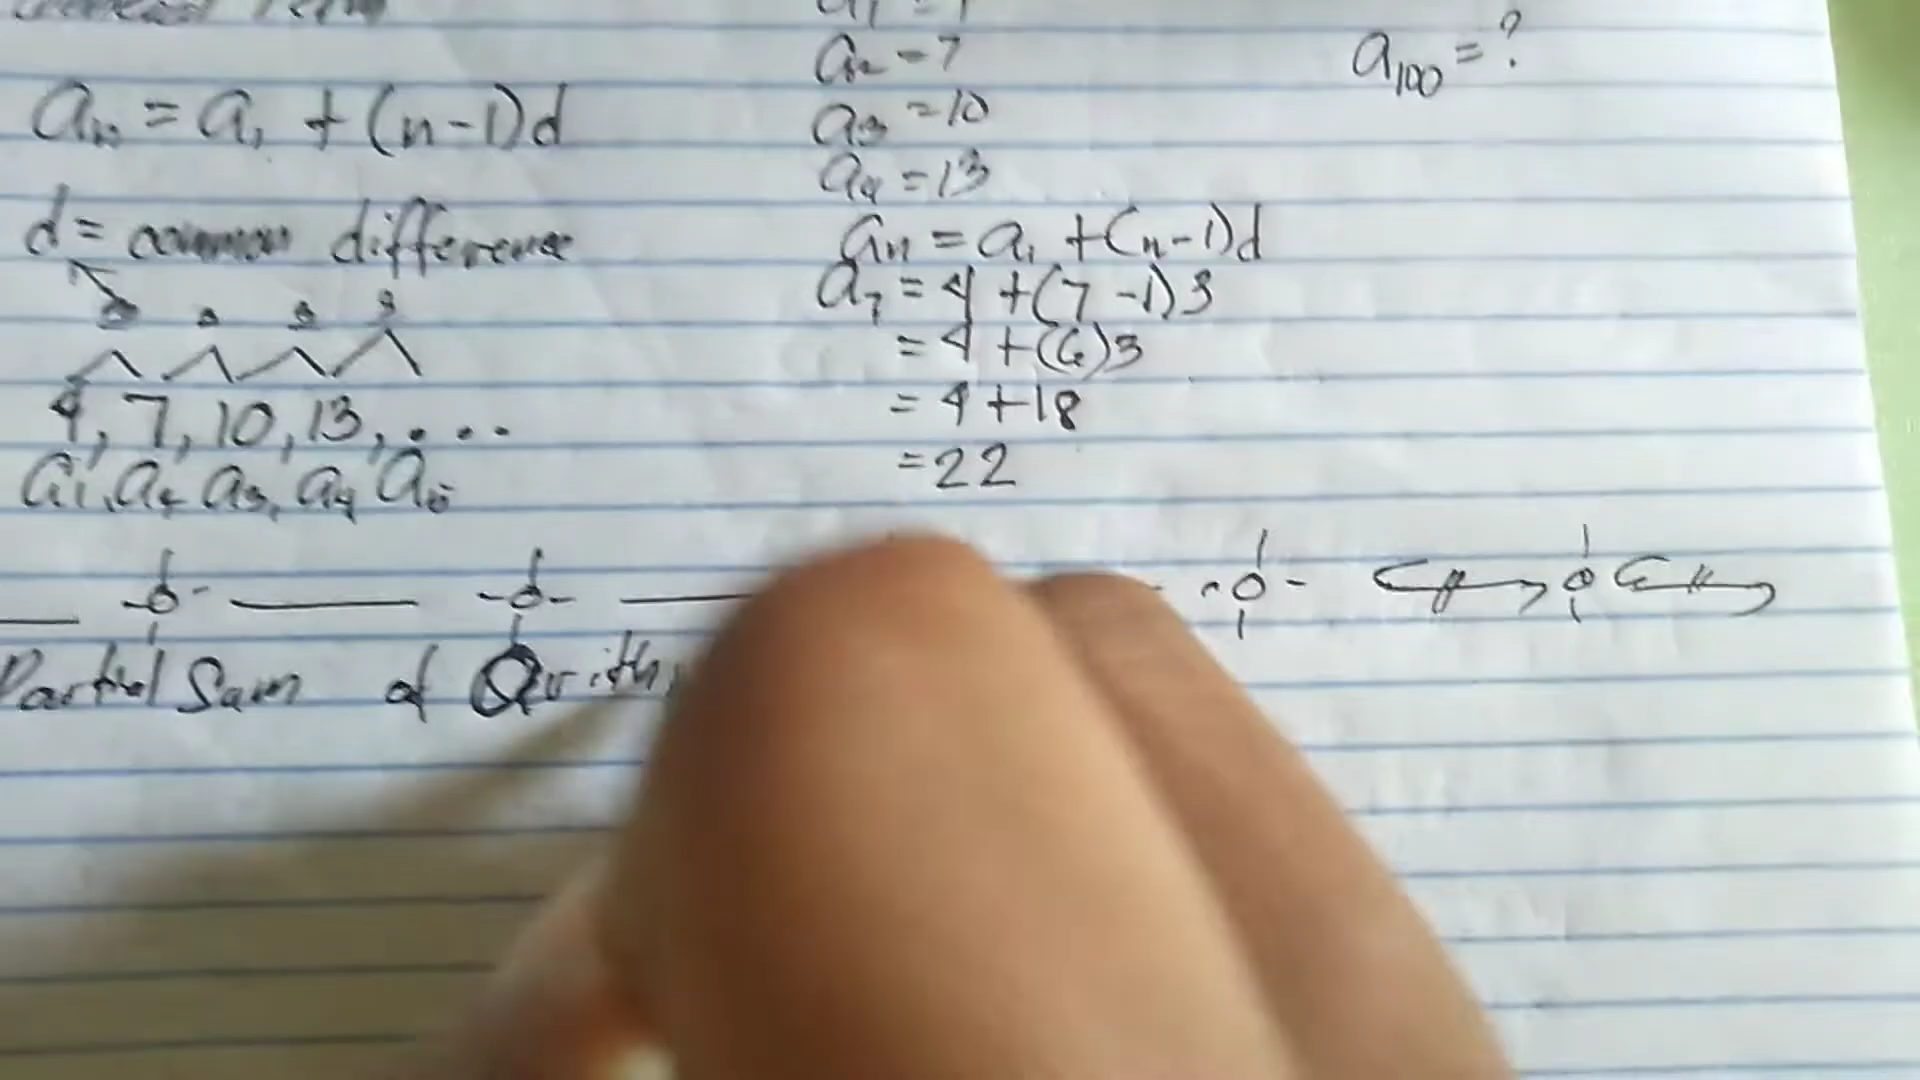 a₂ = 7
a₁₀₀ = ?
aₙ = a₁ + (n-1)d
a₃ = 10
a₄ = 13
d = common difference
aₙ = a₁ + (n-1)d
a₇ = 4 + (7-1)3
3 3 3 3
= 4 + (6)3
4, 7, 10, 13, ...
= 4 + 18
a₁, a₂ a₃, a₄ a₅
= 22
Partial Sum of